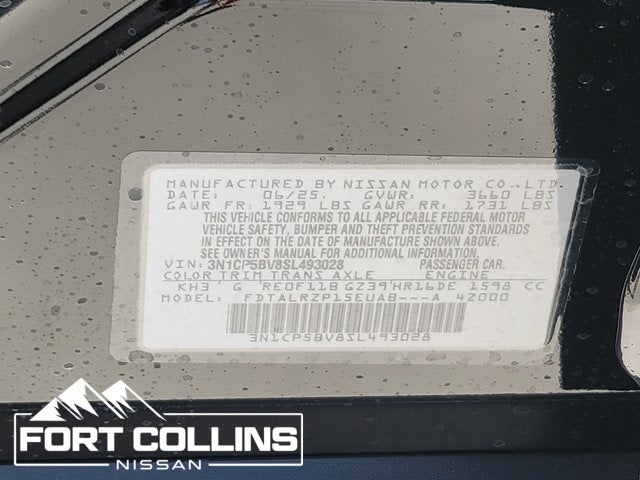 MANUFACTURED BY NISSAN MOTOR CO., LTD.
DATE: 06/25. GVWR: 3660 LBS
GAWR FR: 1929 LBS GAWR RR: 1731 LBS
THIS VEHICLE CONFORMS TO ALL APPLICABLE FEDERAL MOTOR
VEHICLE SAFETY, BUMPER AND THEFT PREVENTION STANDARDS
IN EFFECT ON THE DATE OF MANUFACTURE SHOWN ABOVE.
SEE OWNER'S MANUAL FOR ADDITIONAL INFORMATION.
VIN: 3N1CP5BV8SL493028 PASSENGER CAR.
COLOR TRIM TRANS AXLE ENGINE
KH3 G RE0F11B GZ39 HR16DE 1598 CC
MODEL: FDTALRZP15EUA8---A 4Z000
3N1CP5BV8SL493028
FORT COLLINS
NISSAN